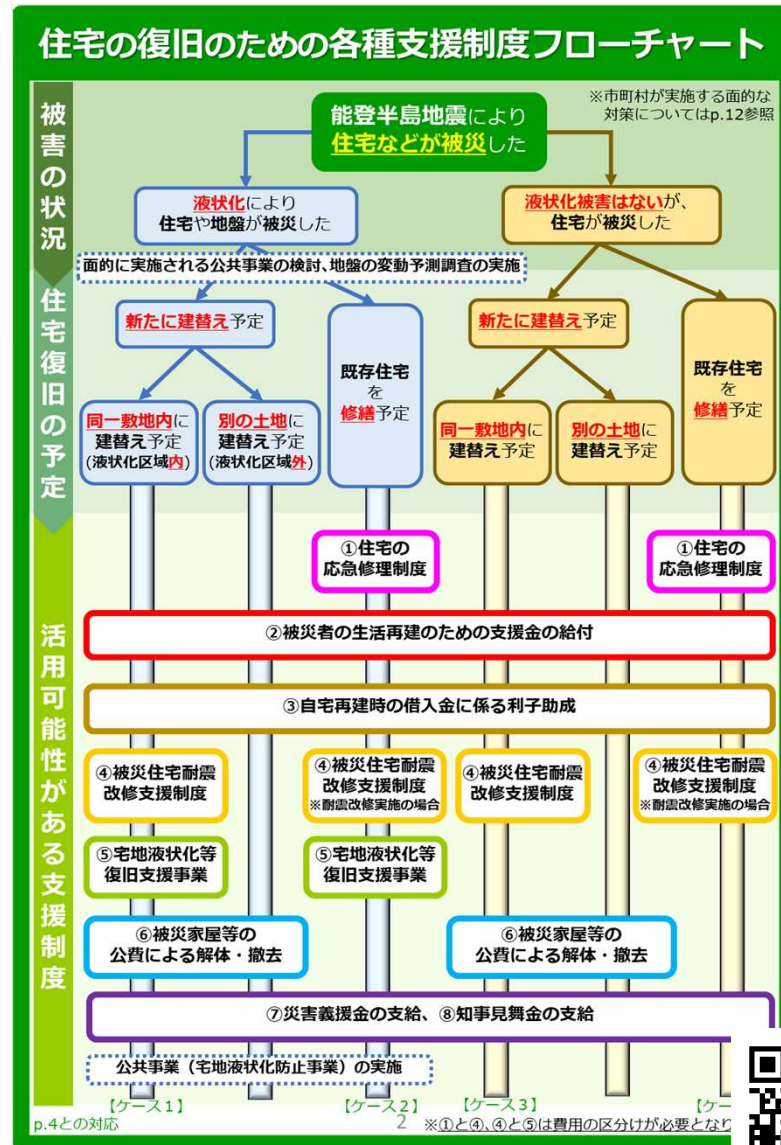 住宅の復旧のための各種支援制度フローチャート
被害の状況
※市町村が実施する面的な
対策についてはp.12参照
能登半島地震により
住宅などが被災した
液状化により
住宅や地盤が被災した
液状化被害はないが、
住宅が被災した
面的に実施される公共事業の検討、地盤の変動予測調査の実施
住宅復旧の予定
新たに建替え予定
既存住宅
を
修繕予定
新たに建替え予定
既存住宅
を
修繕予定
同一敷地内に
建替え予定
(液状化区域内)
別の土地に
建替え予定
(液状化区域外)
同一敷地内に
建替え予定
別の土地に
建替え予定
活用可能性がある支援制度
①住宅の
応急修理制度
①住宅の
応急修理制度
②被災者の生活再建のための支援金の給付
③自宅再建時の借入金に係る利子助成
④被災住宅耐震
改修支援制度
④被災住宅耐震
改修支援制度
※耐震改修実施の場合
④被災住宅耐震
改修支援制度
④被災住宅耐震
改修支援制度
※耐震改修実施の場合
⑤宅地液状化等
復旧支援事業
⑤宅地液状化等
復旧支援事業
⑥被災家屋等の
公費による解体・撤去
⑥被災家屋等の
公費による解体・撤去
⑦災害義援金の支給、⑧知事見舞金の支給
公共事業（宅地液状化防止事業）の実施
【ケース1】
【ケース2】
【ケース3】
【ケー
p.4との対応
2
※①と④、④と⑤は費用の区分けが必要となり